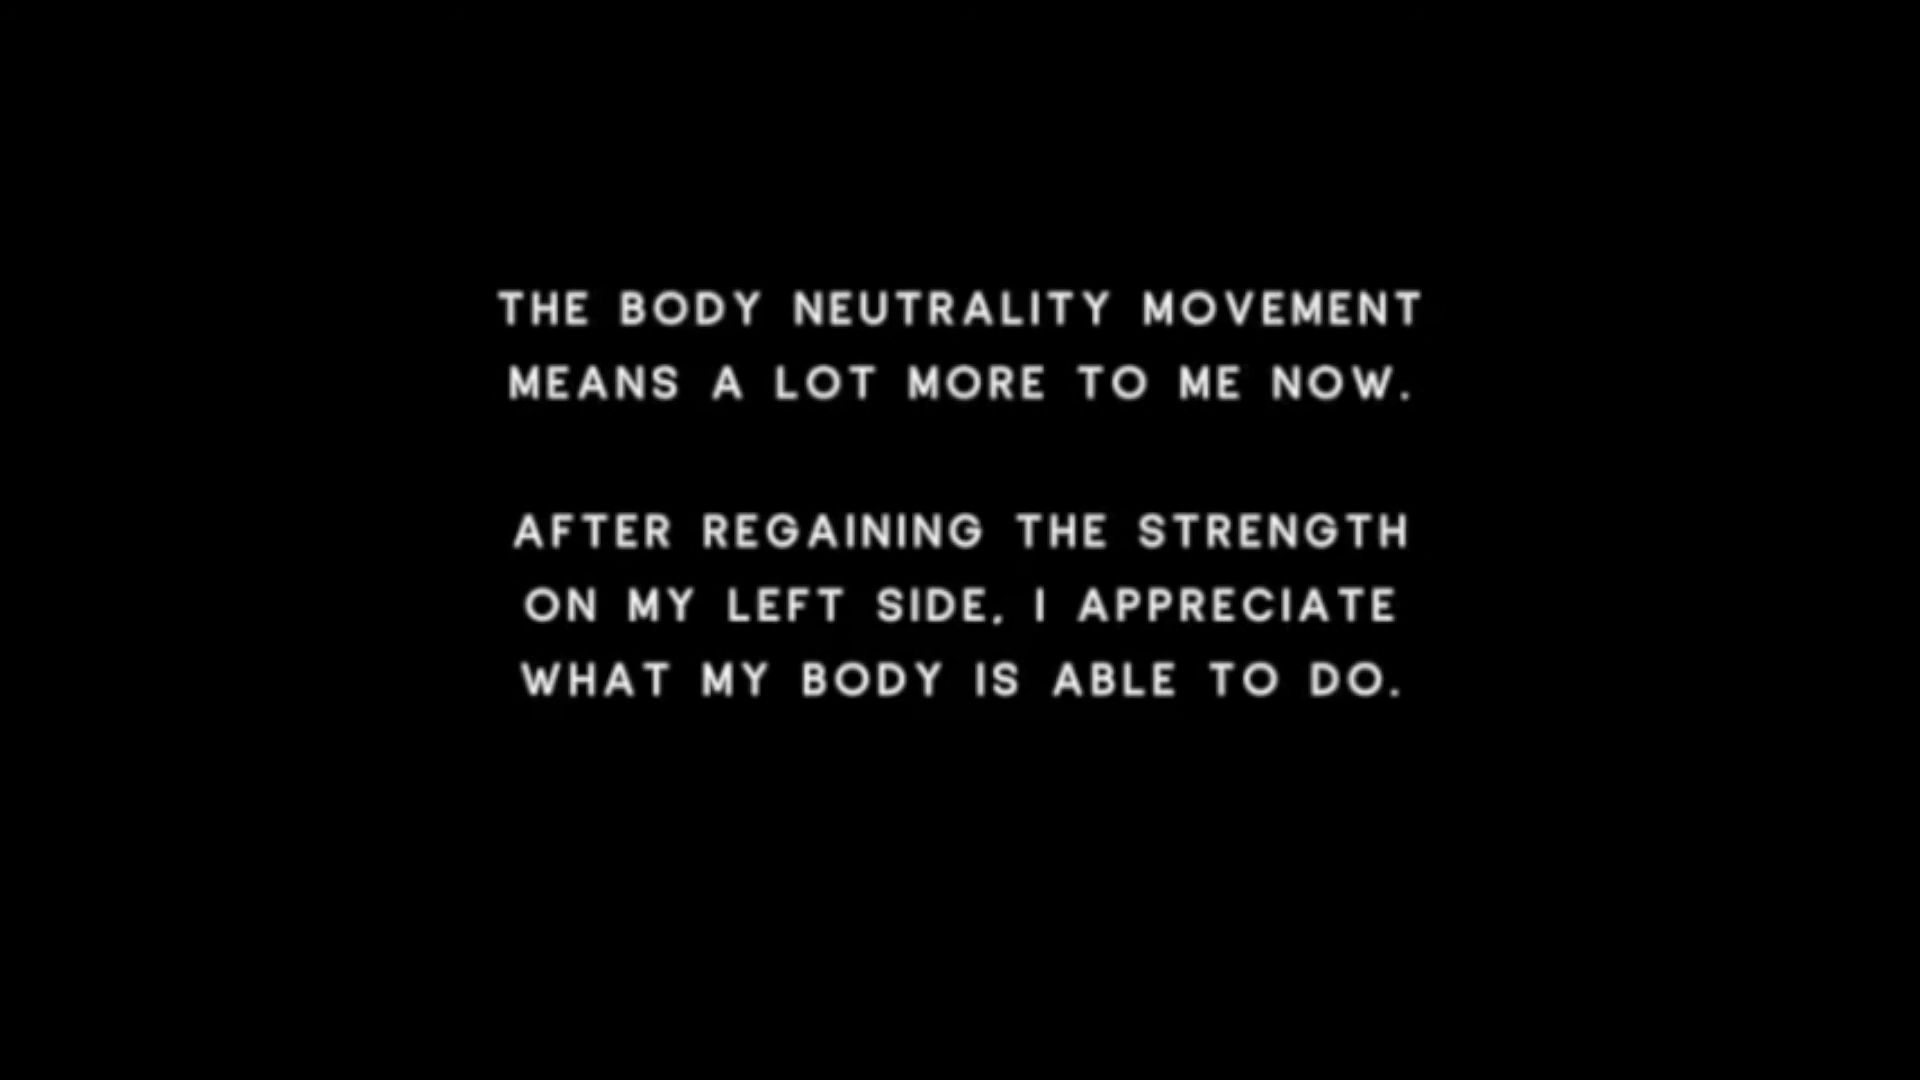 THE BODY NEUTRALITY MOVEMENT
MEANS A LOT MORE TO ME NOW.
AFTER REGAINING THE STRENGTH
ON MY LEFT SIDE, I APPRECIATE
WHAT MY BODY IS ABLE TO DO.